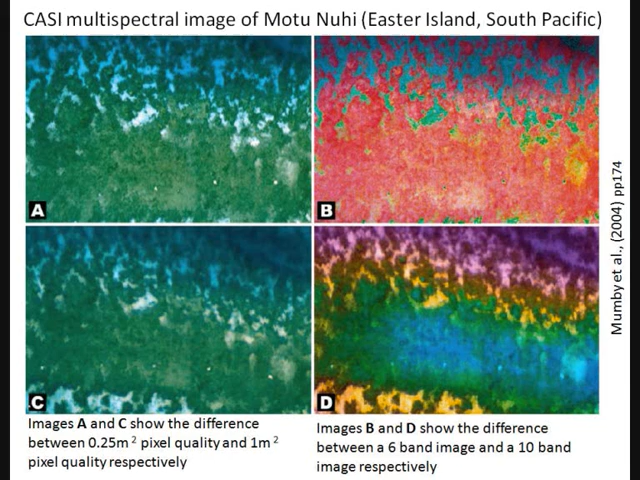 CASI multispectral image of Motu Nuhi (Easter Island, South Pacific)
A
B
C
D
Mumby et al., (2004) pp174
Images A and C show the difference
between 0.25m ² pixel quality and 1m ²
pixel quality respectively
Images B and D show the difference
between a 6 band image and a 10 band
image respectively